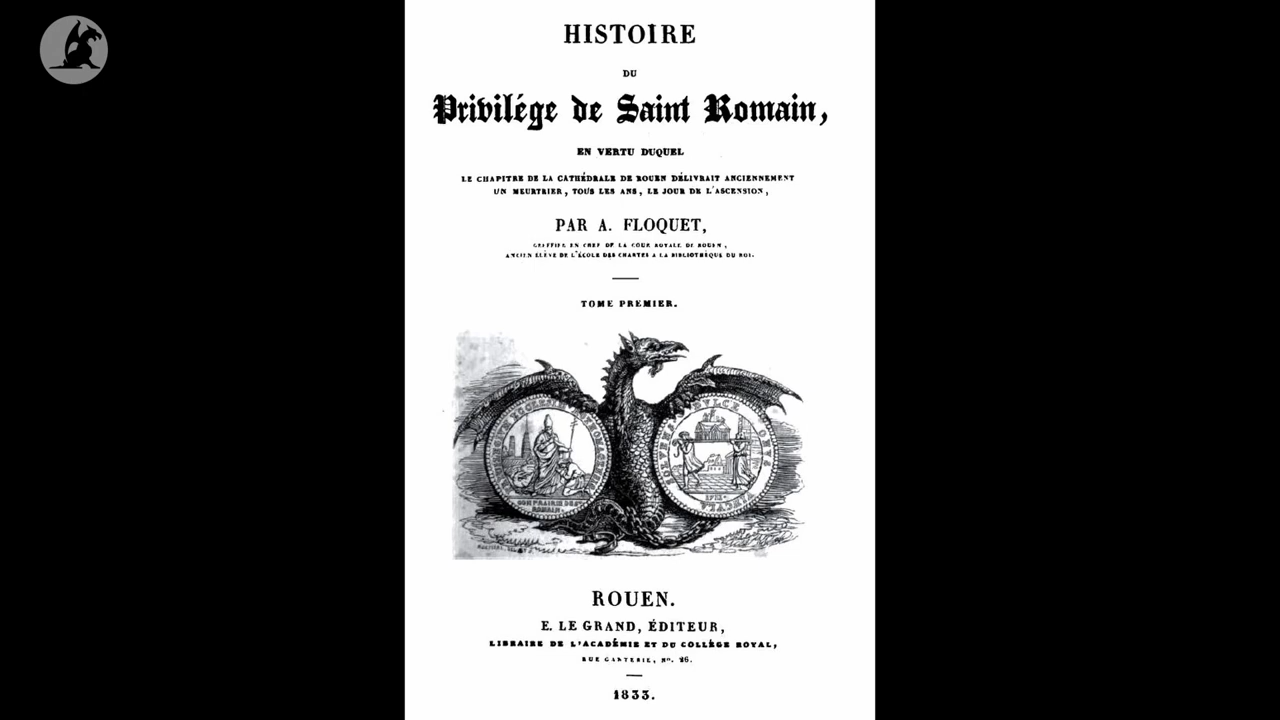 HISTOIRE
DU
Privilége de Saint Romain,
EN VERTU DUQUEL
LE CHAPITRE DE LA CATHÉDRALE DE ROUEN DÉLIVRAIT ANCIENNEMENT
UN MEURTRIER, TOUS LES ANS, LE JOUR DE L'ASCENSION,
PAR A. FLOQUET,
GREFFIER EN CHEF DE LA COUR ROYALE DE ROUEN,
ANCIEN ÉLÈVE DE L'ÉCOLE DES CHARTES A LA BIBLIOTHÈQUE DU ROI.
TOME PREMIER.
ROUEN.
E. LE GRAND, ÉDITEUR,
LIBRAIRE DE L'ACADÉMIE ET DU COLLÉGE ROYAL,
RUE GANTERIE, No. 26.
1833.